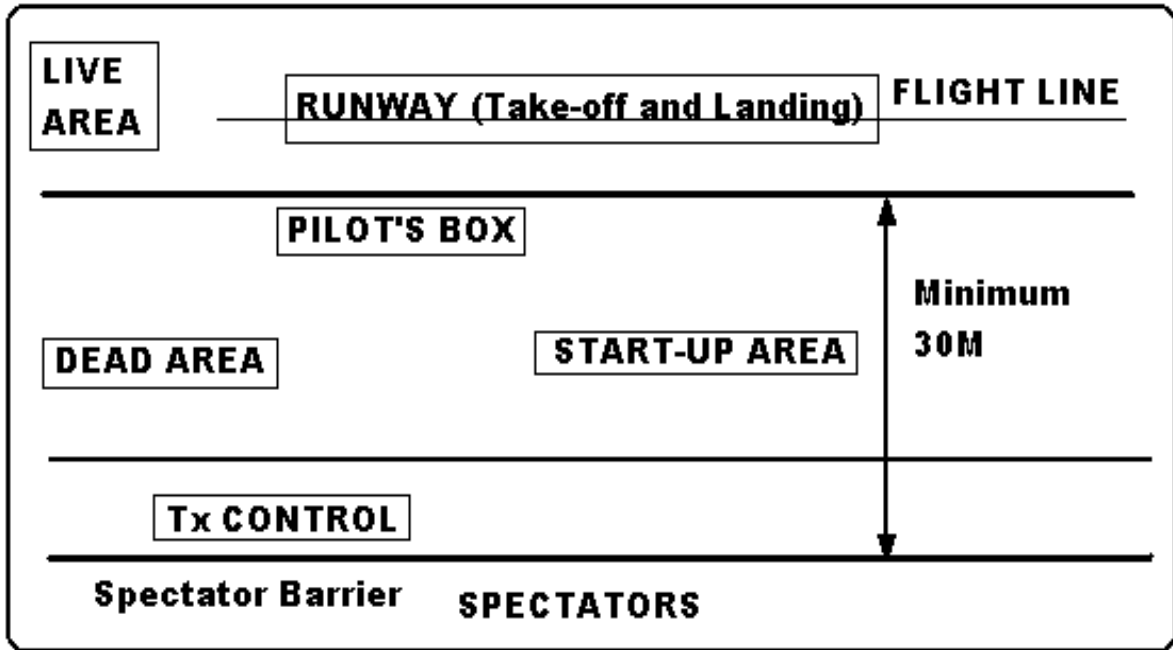 LIVE
AREA
RUNWAY (Take-off and Landing)
FLIGHT LINE
PILOT'S BOX
Minimum
30M
DEAD AREA
START-UP AREA
Tx CONTROL
Spectator Barrier
SPECTATORS